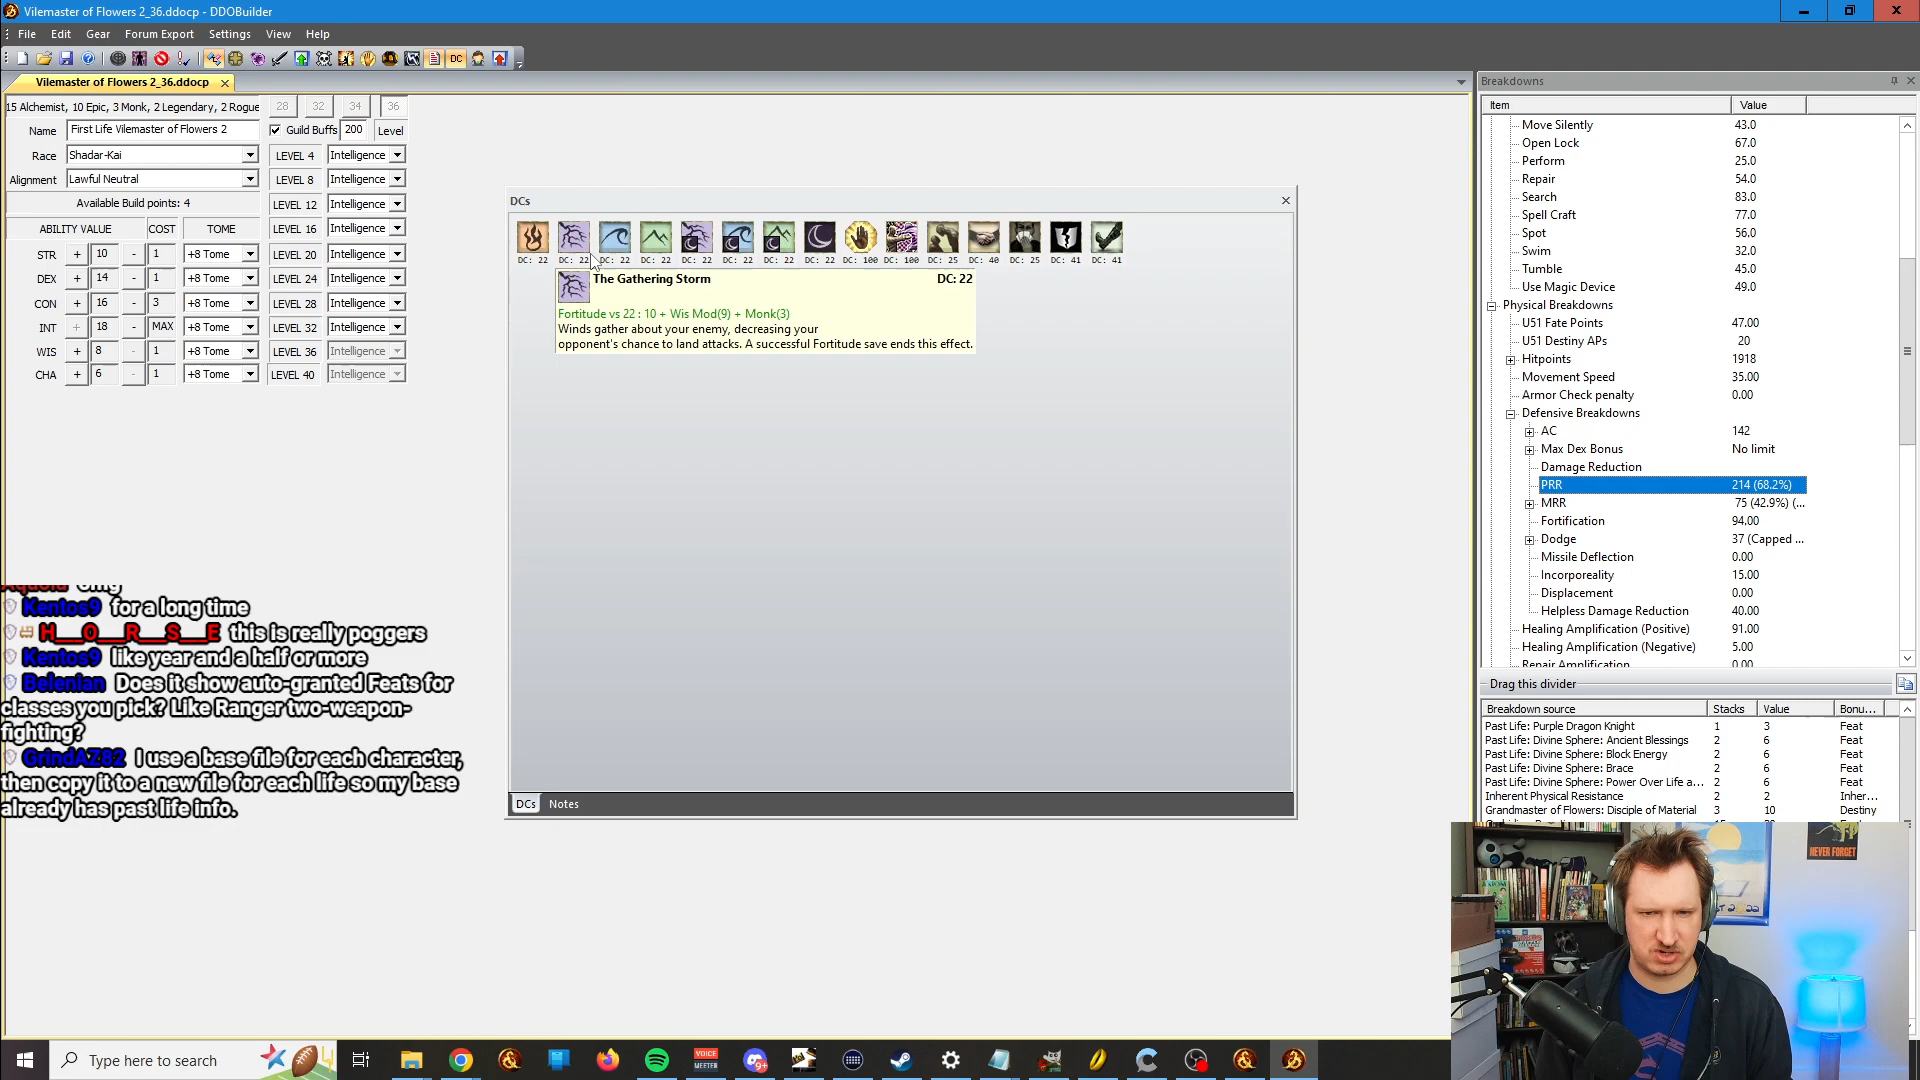 Vilemaster of Flowers 2_36.ddocp - DDOBuilder
File Edit Gear Forum Export Settings View Help
DC
Vilemaster of Flowers 2_36.ddocp
15 Alchemist, 10 Epic, 3 Monk, 2 Legendary, 2 Rogue 28 32 34 36
Name First Life Vilemaster of Flowers 2 Guild Buffs 200 Level
Race Shadar-Kai LEVEL 4 Intelligence
Alignment Lawful Neutral LEVEL 8 Intelligence
Available Build points: 4 LEVEL 12 Intelligence
ABILITY VALUE COST TOME LEVEL 16 Intelligence
STR + 10 - 1 +8 Tome LEVEL 20 Intelligence
DEX + 14 - 1 +8 Tome LEVEL 24 Intelligence
CON + 16 - 3 +8 Tome LEVEL 28 Intelligence
INT + 18 - MAX +8 Tome LEVEL 32 Intelligence
WIS + 8 - 1 +8 Tome LEVEL 36 Intelligence
CHA + 6 - 1 +8 Tome LEVEL 40 Intelligence
omg
Kentos9 for a long time
H__O__R__S__E this is really poggers
Kentos9 like year and a half or more
Belenian Does it show auto-granted Feats for
classes you pick? Like Ranger two-weapon-
fighting?
GrindAZ82 I use a base file for each character,
then copy it to a new file for each life so my base
already has past life info.
DCs
DC: 22 DC: 22 DC: 22 DC: 22 DC: 22 DC: 22 DC: 22 DC: 22 DC: 100 DC: 100 DC: 25 DC: 40 DC: 25 DC: 41 DC: 41
The Gathering Storm DC: 22
Fortitude vs 22 : 10 + Wis Mod(9) + Monk(3)
Winds gather about your enemy, decreasing your
opponent's chance to land attacks. A successful Fortitude save ends this effect.
DCs Notes
Breakdowns
Item Value
Move Silently 43.0
Open Lock 67.0
Perform 25.0
Repair 54.0
Search 83.0
Spell Craft 77.0
Spot 56.0
Swim 32.0
Tumble 45.0
Use Magic Device 49.0
Physical Breakdowns
U51 Fate Points 47.00
U51 Destiny APs 20
Hitpoints 1918
Movement Speed 35.00
Armor Check penalty 0.00
Defensive Breakdowns
AC 142
Max Dex Bonus No limit
Damage Reduction
PRR 214 (68.2%)
MRR 75 (42.9%) (...
Fortification 94.00
Dodge 37 (Capped ...
Missile Deflection 0.00
Incorporeality 15.00
Displacement 0.00
Helpless Damage Reduction 40.00
Healing Amplification (Positive) 91.00
Healing Amplification (Negative) 5.00
Repair Amplification 0.00
Drag this divider
Breakdown source Stacks Value Bonu...
Past Life: Purple Dragon Knight 1 3 Feat
Past Life: Divine Sphere: Ancient Blessings 2 6 Feat
Past Life: Divine Sphere: Block Energy 2 6 Feat
Past Life: Divine Sphere: Brace 2 6 Feat
Past Life: Divine Sphere: Power Over Life a... 2 6 Feat
Inherent Physical Resistance 2 2 Inher...
Grandmaster of Flowers: Disciple of Material 3 10 Destiny
NEVER FORGET
Type here to search
VOICE
MEETER
9+